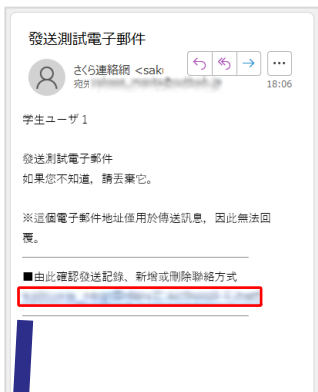 發送測試電子郵件
さくら連絡網 <sak
宛先
18:06
学生ユーザ 1
發送測試電子郵件
如果您不知道，請丟棄它。
※這個電子郵件地址僅用於傳送訊息，因此無法回
覆。
■由此確認發送記錄、新增或刪除聯絡方式